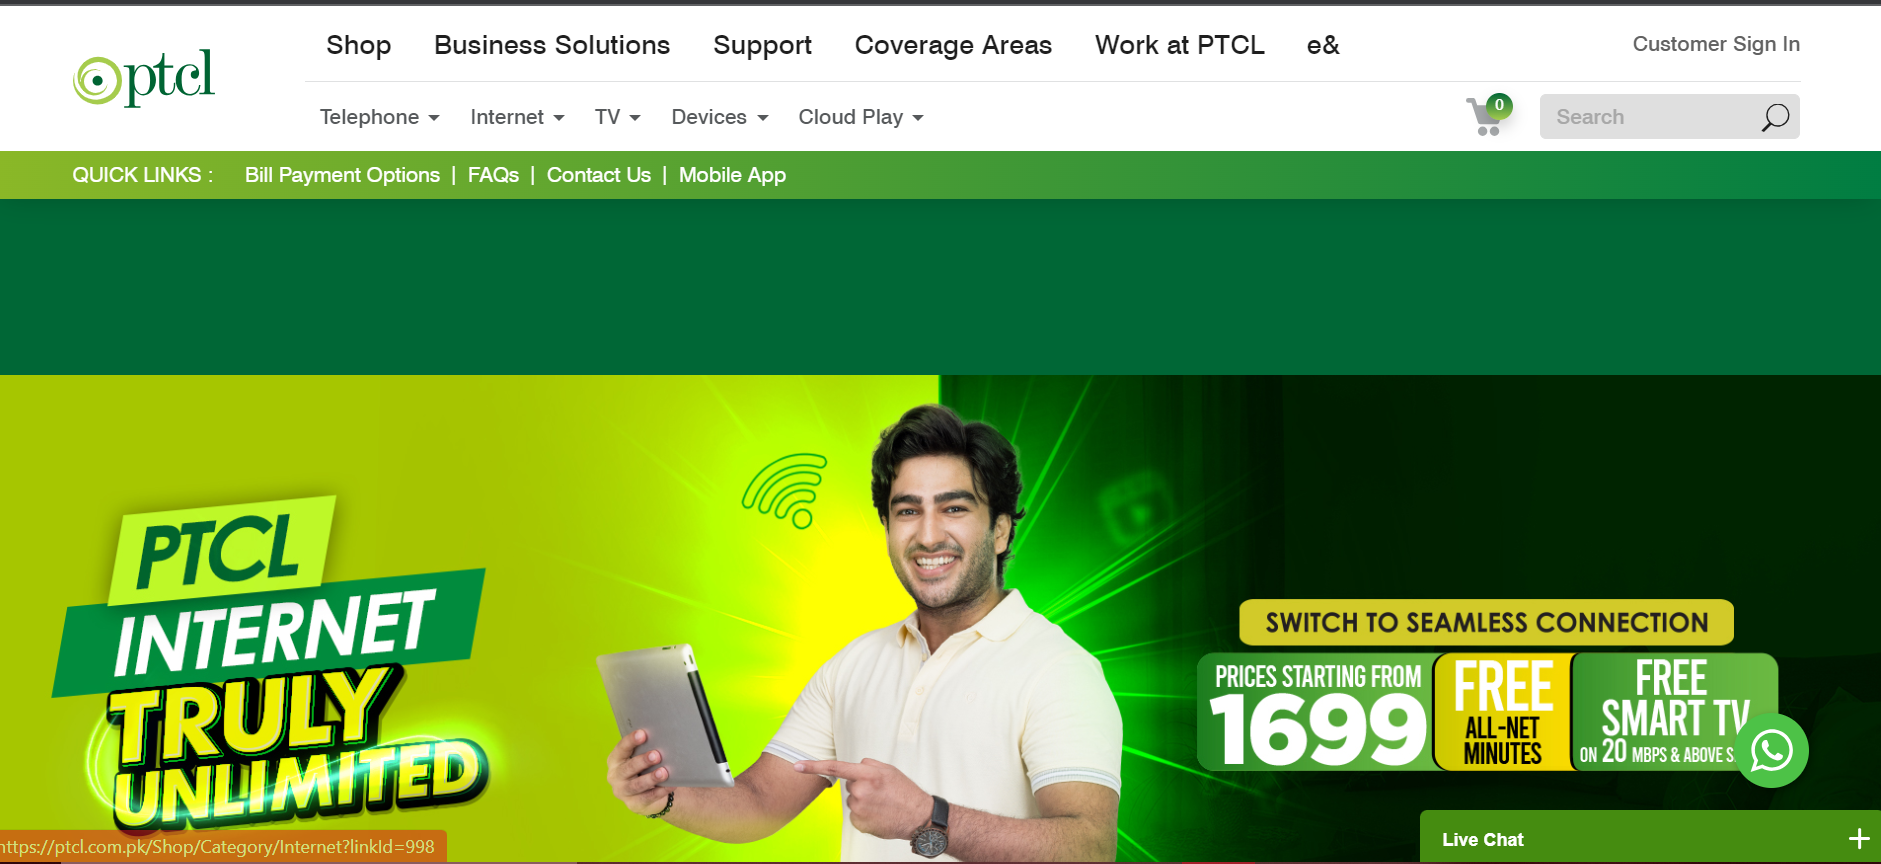 Shop Business Solutions Support Coverage Areas Work at PTCL e& Customer Sign In
ptcl
Telephone Internet TV Devices Cloud Play 0 Search
QUICK LINKS : Bill Payment Options | FAQs | Contact Us | Mobile App
PTCL
INTERNET
TRULY
UNLIMITED
SWITCH TO SEAMLESS CONNECTION
PRICES STARTING FROM
1699
FREE
ALL-NET
MINUTES
FREE
SMART TV
ON 20 MBPS & ABOVE
Live Chat
https://ptcl.com.pk/Shop/Category/Internet?linkId=998